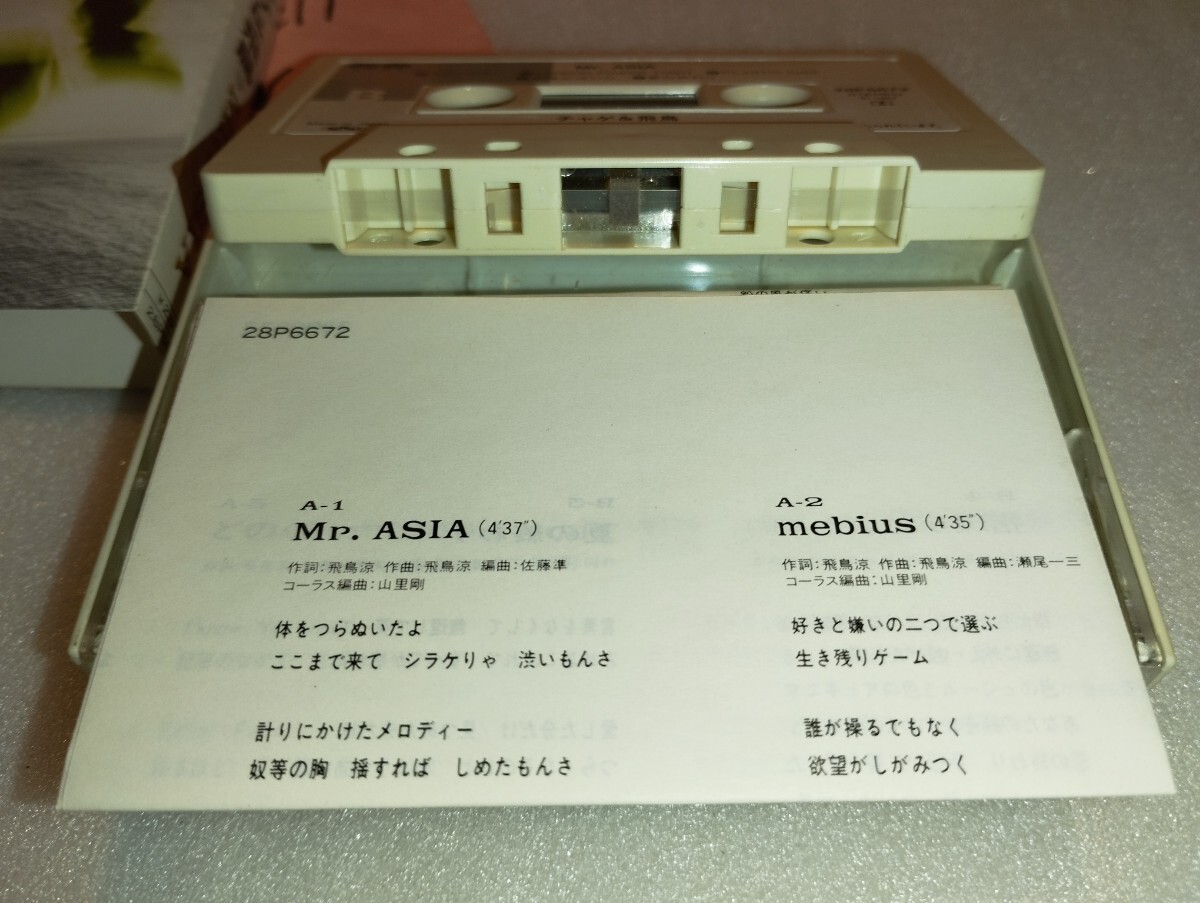 Mr. ASIA
チャゲ&飛鳥
28P6672
A-1
Mr. ASIA (4'37")
作詞:飛鳥涼 作曲:飛鳥涼 編曲:佐藤準
コーラス編曲:山里剛
体をつらぬいたよ
ここまで来て シラケりゃ 渋いもんさ
計りにかけたメロディー
奴等の胸 揺すれば しめたもんさ
A-2
mebius (4'35")
作詞:飛鳥涼 作曲:飛鳥涼 編曲:瀬尾一三
コーラス編曲:山里剛
好きと嫌いの二つで選ぶ
生き残りゲーム
誰が操るでもなく
欲望がしがみつく